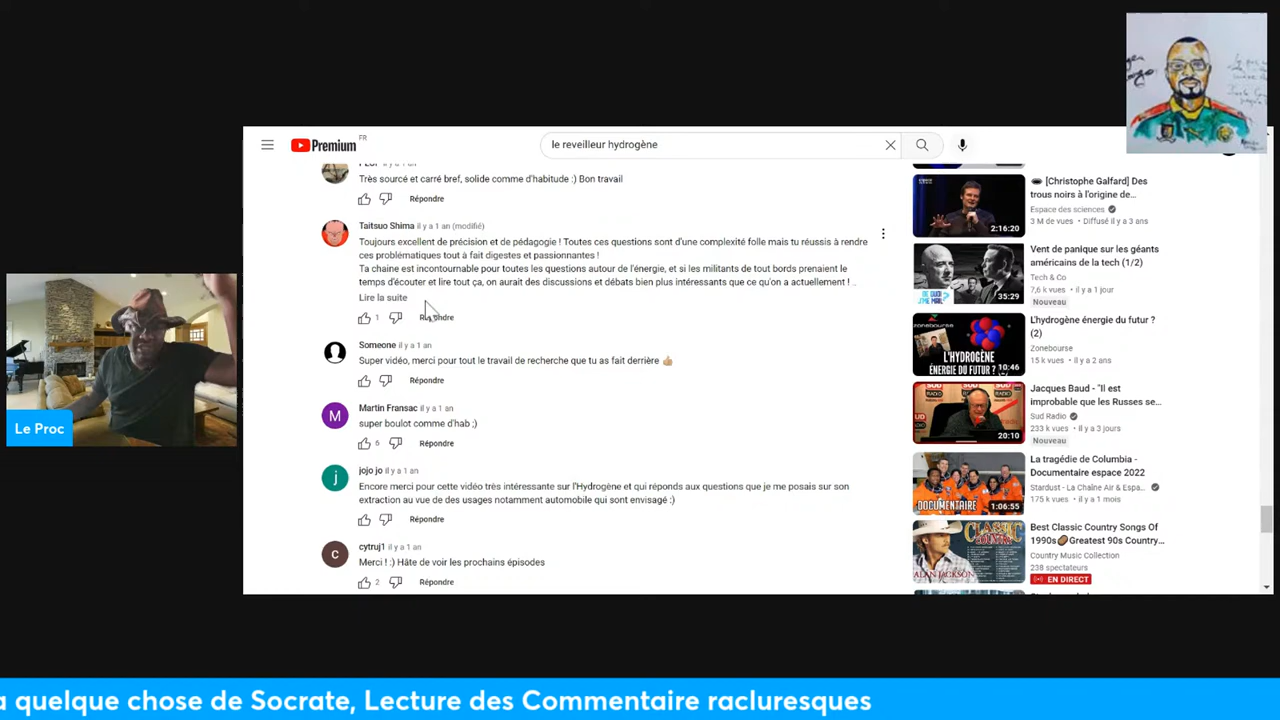 Premium
FR
le reveilleur hydrogène
il y a 1 an
Très sourcé et carré bref, solide comme d'habitude :) Bon travail
Répondre
Taitsuo Shima il y a 1 an (modifié)
Toujours excellent de précision et de pédagogie ! Toutes ces questions sont d'une complexité folle mais tu réussis à rendre
ces problématiques tout à fait digestes et passionnantes !
Ta chaine est incontournable pour toutes les questions autour de l'énergie, et si les militants de tout bords prenaient le
temps d'écouter et lire tout ça, on aurait des discussions et débats bien plus intéressants que ce qu'on a actuellement ! ..
Lire la suite
1
Répondre
Someone il y a 1 an
Super vidéo, merci pour tout le travail de recherche que tu as fait derrière 👍🏼
Répondre
M
Martin Fransac il y a 1 an
super boulot comme d'hab ;)
6
Répondre
j
jojo jo il y a 1 an
Encore merci pour cette vidéo très intéressante sur l'Hydrogène et qui réponds aux questions que je me posais sur son
extraction au vue de des usages notamment automobile qui sont envisagé :)
Répondre
c
cytruj1 il y a 1 an
Merci ! :) Hâte de voir les prochains épisodes
2
Répondre
[Christophe Galfard] Des
trous noirs à l'origine de...
Espace des sciences
3 M de vues • Diffusé il y a 3 ans
2:16:20
Vent de panique sur les géants
américains de la tech (1/2)
Tech & Co
7,6 k vues • il y a 1 jour
Nouveau
DE QUOI
J'ME MAIL ?
35:29
L'hydrogène énergie du futur ?
(2)
Zonebourse
15 k vues • il y a 2 ans
L'HYDROGÈNE
ÉNERGIE DU FUTUR ?
10:46
Jacques Baud - "Il est
improbable que les Russes se...
Sud Radio
233 k vues • il y a 3 jours
Nouveau
SUD RADIO
20:10
La tragédie de Columbia -
Documentaire espace 2022
Stardust - La Chaîne Air & Espa...
175 k vues • il y a 1 mois
DOCUMENTAIRE
1:06:55
Best Classic Country Songs Of
1990s🏈Greatest 90s Country...
Country Music Collection
238 spectateurs
EN DIRECT
CLASSIC
COUNTRY
ALAN JACKSON
Le Proc
a quelque chose de Socrate, Lecture des Commentaire racluresques